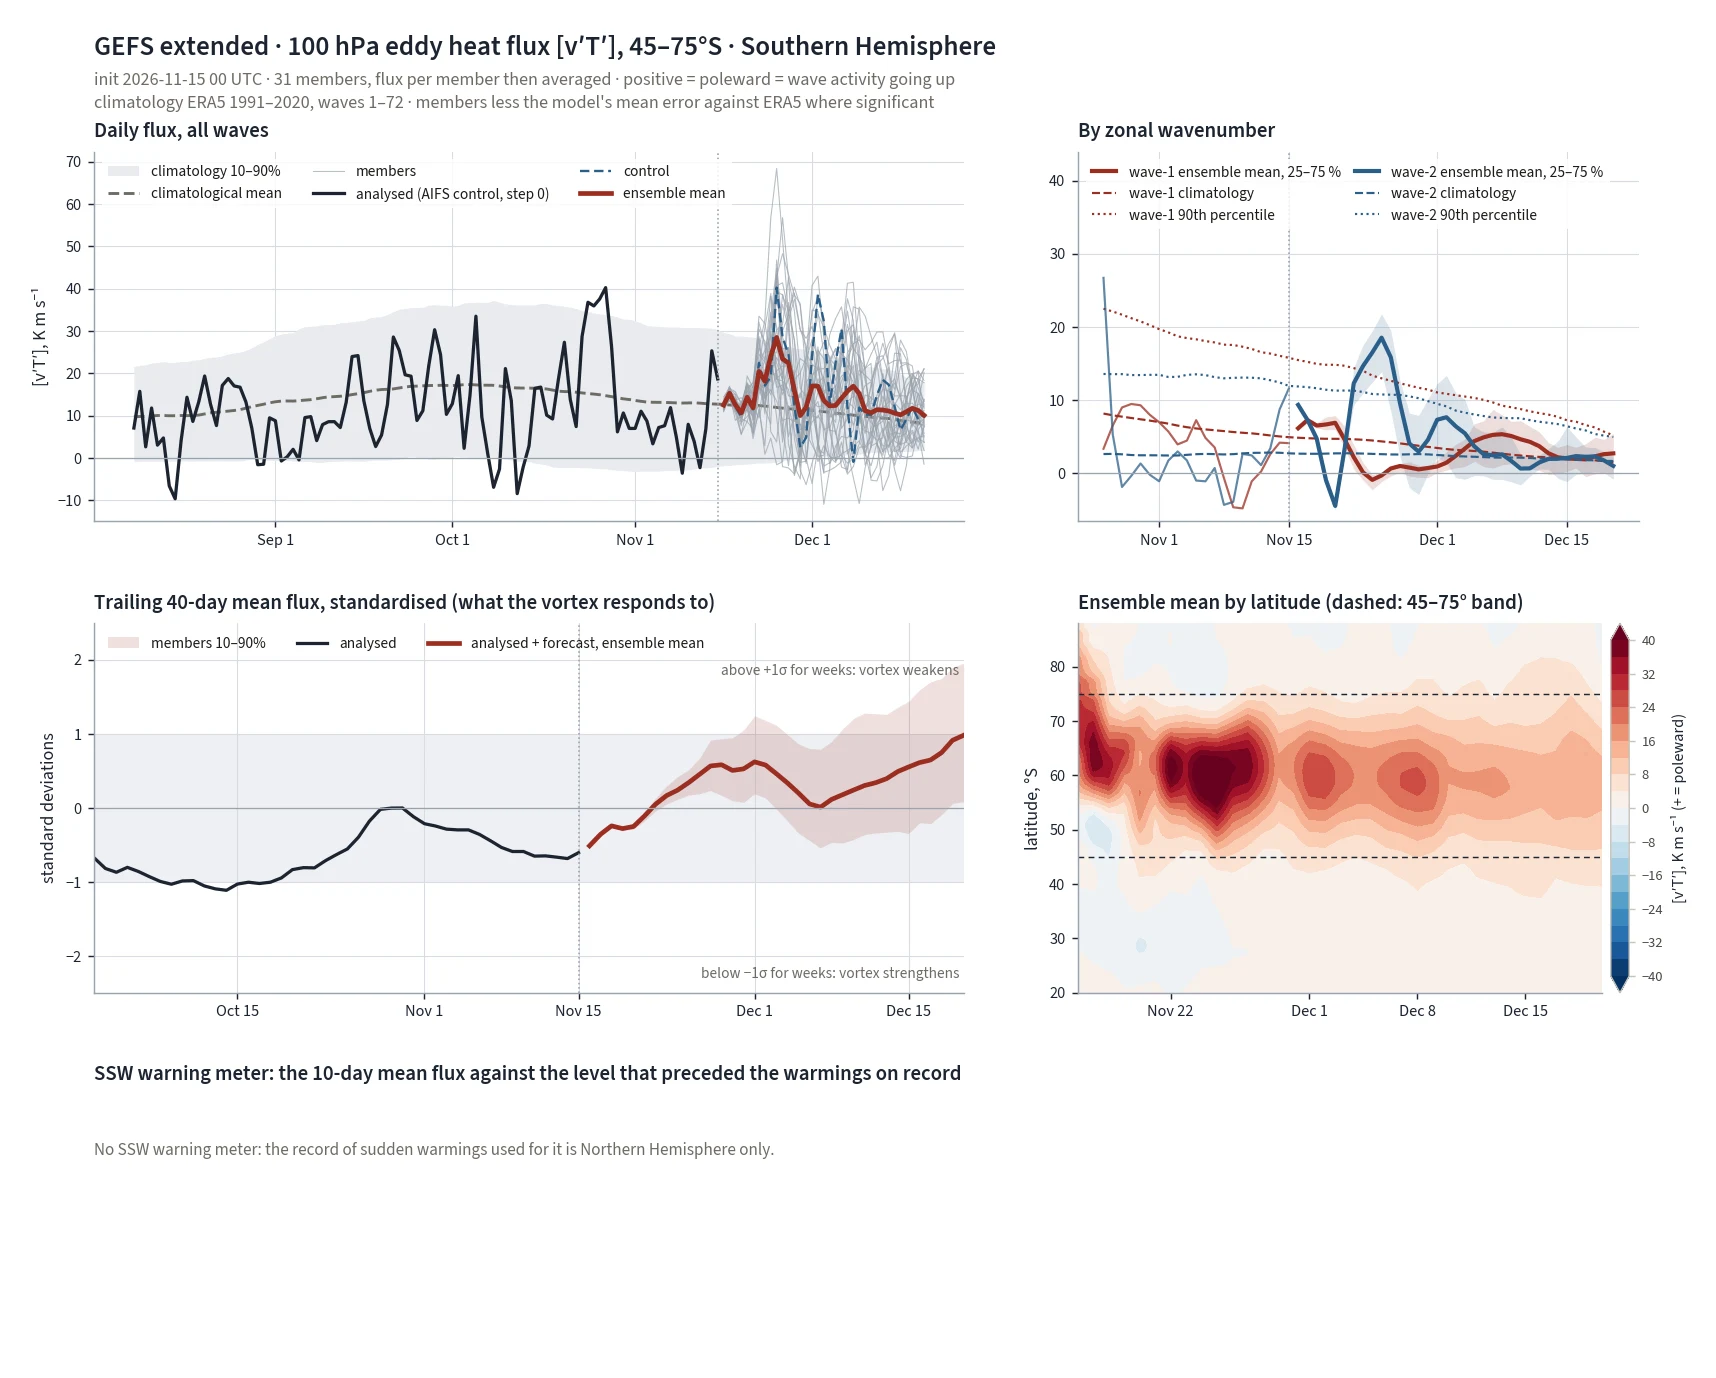 GEFS extended · 100 hPa eddy heat flux [v′T′], 45–75°S · Southern Hemisphere
init 2026-11-15 00 UTC · 31 members, flux per member then averaged · positive = poleward = wave activity going up
climatology ERA5 1991–2020, waves 1–72 · members less the model's mean error against ERA5 where significant
Daily flux, all waves
climatology 10–90%
members
control
climatological mean
analysed (AIFS control, step 0)
ensemble mean
[v′T′], K m s⁻¹
70
60
50
40
30
20
10
0
−10
Sep 1
Oct 1
Nov 1
Dec 1
By zonal wavenumber
wave-1 ensemble mean, 25–75 %
wave-2 ensemble mean, 25–75 %
wave-1 climatology
wave-2 climatology
wave-1 90th percentile
wave-2 90th percentile
40
30
20
10
0
Nov 1
Nov 15
Dec 1
Dec 15
Trailing 40-day mean flux, standardised (what the vortex responds to)
members 10–90%
analysed
analysed + forecast, ensemble mean
above +1σ for weeks: vortex weakens
below −1σ for weeks: vortex strengthens
standard deviations
2
1
0
−1
−2
Oct 15
Nov 1
Nov 15
Dec 1
Dec 15
Ensemble mean by latitude (dashed: 45–75° band)
latitude, °S
80
70
60
50
40
30
20
Nov 22
Dec 1
Dec 8
Dec 15
40
32
24
16
8
0
−8
−16
−24
−32
−40
[v′T′], K m s⁻¹ (+ = poleward)
SSW warning meter: the 10-day mean flux against the level that preceded the warmings on record
No SSW warning meter: the record of sudden warmings used for it is Northern Hemisphere only.